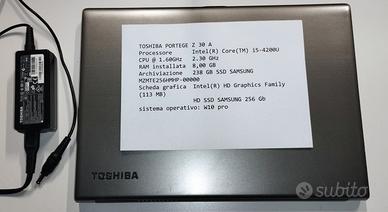 TOSHIBA PORTEGE Z 30 A
Processore Intel(R) Core(TM) i5-4200U
CPU @ 1.60GHz 2.30 GHz
RAM installata 8,00 GB
Archiviazione 238 GB SSD SAMSUNG
MZMTE256HMHP-00000
Scheda grafica Intel(R) HD Graphics Family
(113 MB)
HD SSD SAMSUNG 256 Gb
sistema operativo: W10 pro
TOSHIBA
subito